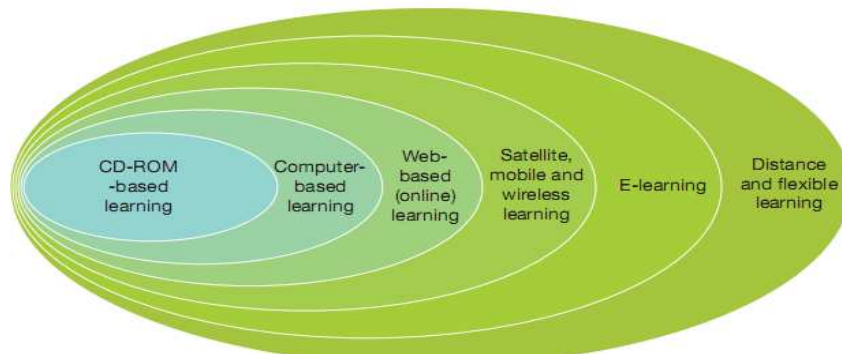 CD-ROM
-based
learning
Computer-
based
learning
Web-
based
(online)
learning
Satellite,
mobile and
wireless
learning
E-learning
Distance
and flexible
learning